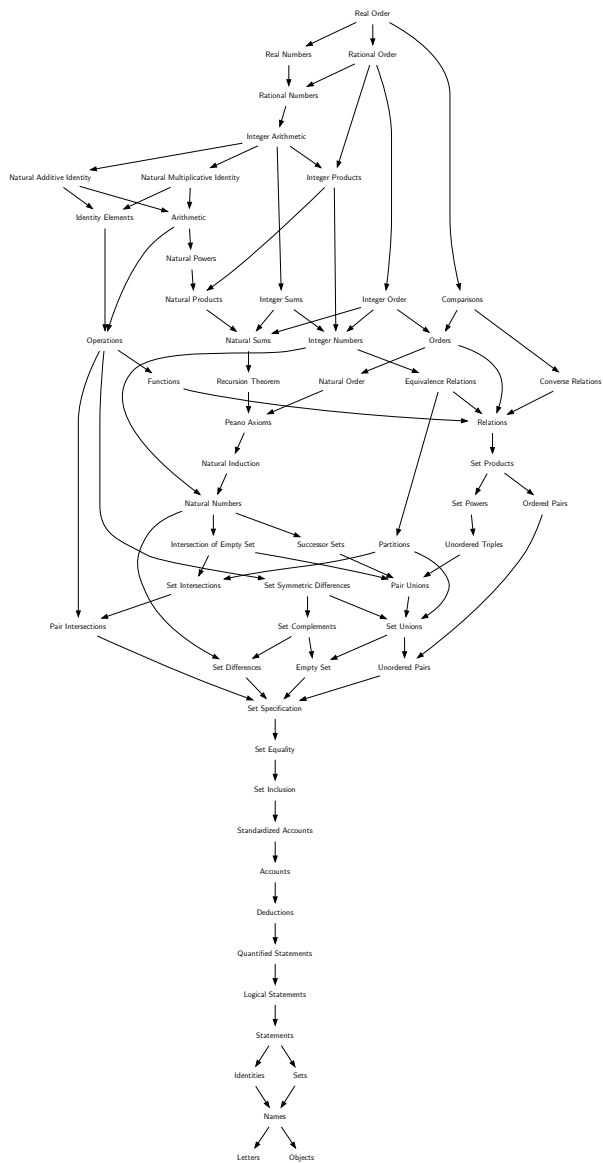 Real Order
Real Numbers
Rational Order
Rational Numbers
Integer Arithmetic
Natural Additive Identity
Natural Multiplicative Identity
Integer Products
Identity Elements
Arithmetic
Natural Powers
Natural Products
Integer Sums
Integer Order
Comparisons
Operations
Natural Sums
Integer Numbers
Orders
Functions
Recursion Theorem
Natural Order
Equivalence Relations
Converse Relations
Peano Axioms
Relations
Natural Induction
Set Products
Natural Numbers
Set Powers
Ordered Pairs
Intersection of Empty Set
Successor Sets
Partitions
Unordered Triples
Set Intersections
Set Symmetric Differences
Pair Unions
Pair Intersections
Set Complements
Set Unions
Set Differences
Empty Set
Unordered Pairs
Set Specification
Set Equality
Set Inclusion
Standardized Accounts
Accounts
Deductions
Quantified Statements
Logical Statements
Statements
Identities
Sets
Names
Letters
Objects